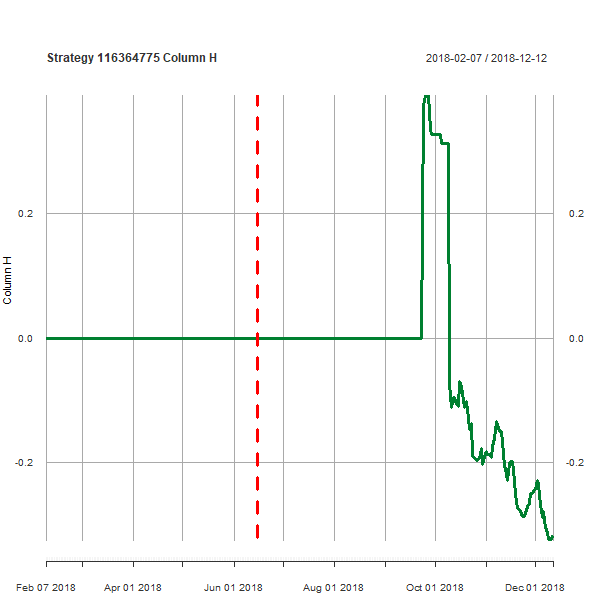 Strategy 116364775 Column H
2018-02-07 / 2018-12-12
Column H
0.2
0.2
0.0
0.0
-0.2
-0.2
Feb 07 2018
Apr 01 2018
Jun 01 2018
Aug 01 2018
Oct 01 2018
Dec 01 2018